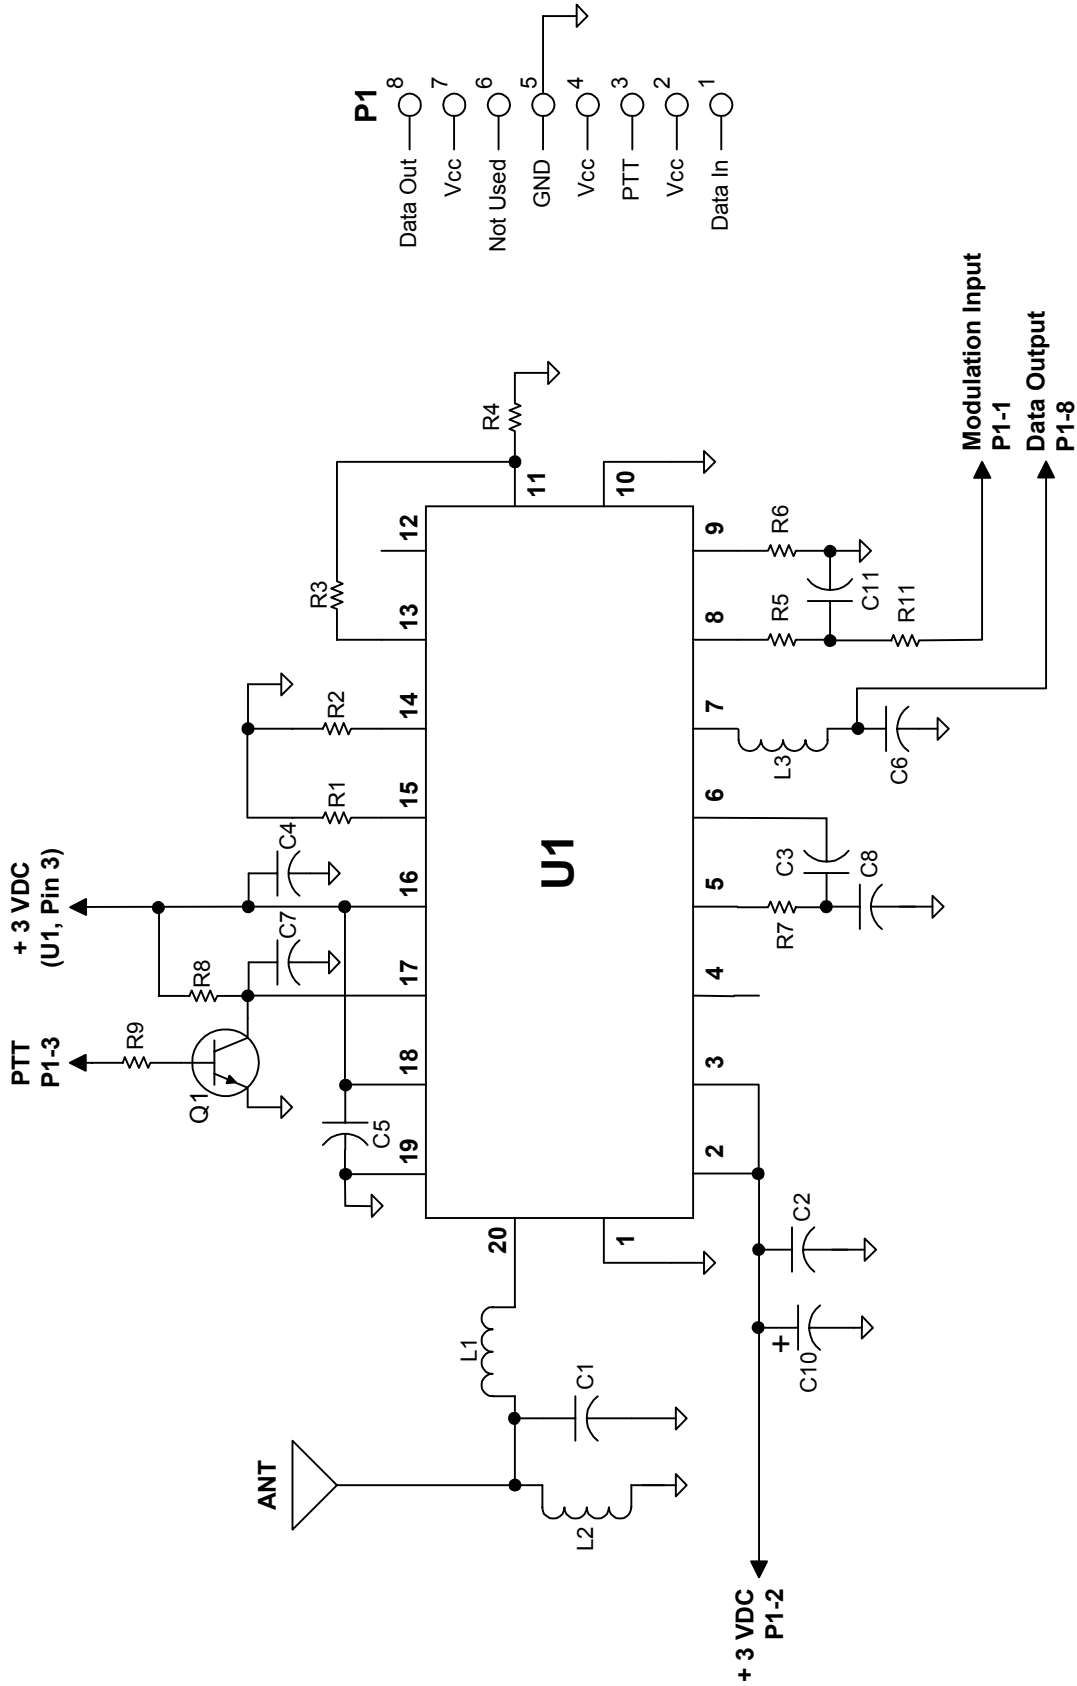 P1
8
Data Out
7
Vcc
6
Not Used
5
GND
4
Vcc
3
PTT
2
Vcc
1
Data In
+ 3 VDC
(U1, Pin 3)
PTT
P1-3
R9
Q1
R8
C7
C4
C5
R1
R2
R3
R4
19
18
17
16
15
14
13
12
11
10
20
1
U1
2
3
4
5
6
7
8
9
L1
C1
L2
ANT
C2
+
C10
+ 3 VDC
P1-2
R7
C3
C8
L3
C6
R5
R6
C11
R11
Modulation Input
P1-1
Data Output
P1-8